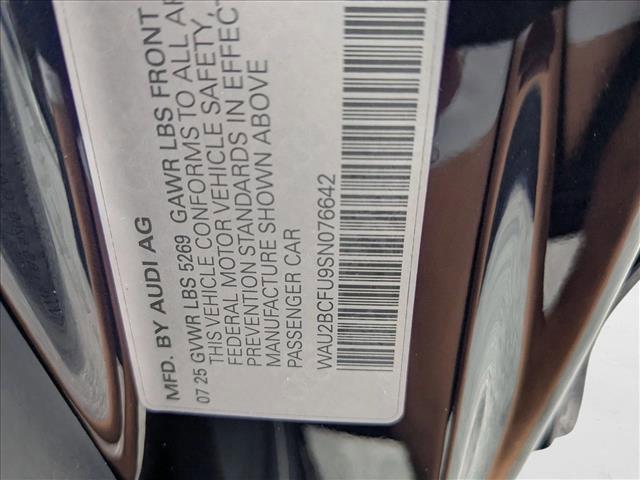 MFD. BY AUDI AG
07 25 GVWR LBS 5269 GAWR LBS FRONT
THIS VEHICLE CONFORMS TO ALL AP
FEDERAL MOTOR VEHICLE SAFETY,
PREVENTION STANDARDS IN EFFECT
MANUFACTURE SHOWN ABOVE
PASSENGER CAR
WAU2BCFU9SN076642